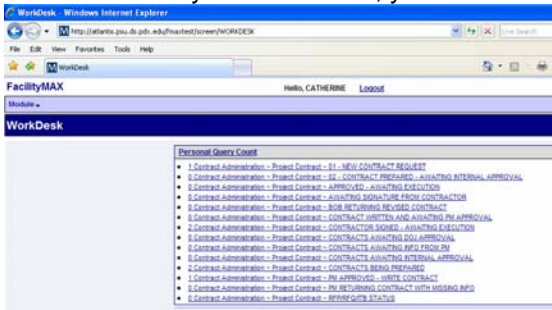 WorkDesk - Windows Internet Explorer
http://atlantis.psu.ds.pdx.edu/fmaxtest/screen/WORKDESK
Live Search
File Edit View Favorites Tools Help
WorkDesk
FacilityMAX Hello, CATHERINE Logout
Module
WorkDesk
Personal Query Count
1 Contract Administration ~ Project Contract ~ 01 - NEW CONTRACT REQUEST
0 Contract Administration ~ Project Contract ~ 02 - CONTRACT PREPARED - AWAITING INTERNAL APPROVAL
0 Contract Administration ~ Project Contract ~ APPROVED - AWAITING EXECUTION
0 Contract Administration ~ Project Contract ~ AWAITING SIGNATURE FROM CONTRACTOR
0 Contract Administration ~ Project Contract ~ BOB RETURNING REVISED CONTRACT
0 Contract Administration ~ Project Contract ~ CONTRACT WRITTEN AND AWAITING PM APPROVAL
2 Contract Administration ~ Project Contract ~ CONTRACTOR SIGNED - AWAITING EXECUTION
0 Contract Administration ~ Project Contract ~ CONTRACTS AWAITING DOJ APPROVAL
0 Contract Administration ~ Project Contract ~ CONTRACTS AWAITING INFO FROM PM
0 Contract Administration ~ Project Contract ~ CONTRACTS AWAITING INTERNAL APPROVAL
2 Contract Administration ~ Project Contract ~ CONTRACTS BEING PREPARED
1 Contract Administration ~ Project Contract ~ PM APPROVED - WRITE CONTRACT
0 Contract Administration ~ Project Contract ~ PM RETURNING CONTRACT WITH MISSING INFO
0 Contract Administration ~ Project Contract ~ RFP/RFQ/ITB STATUS